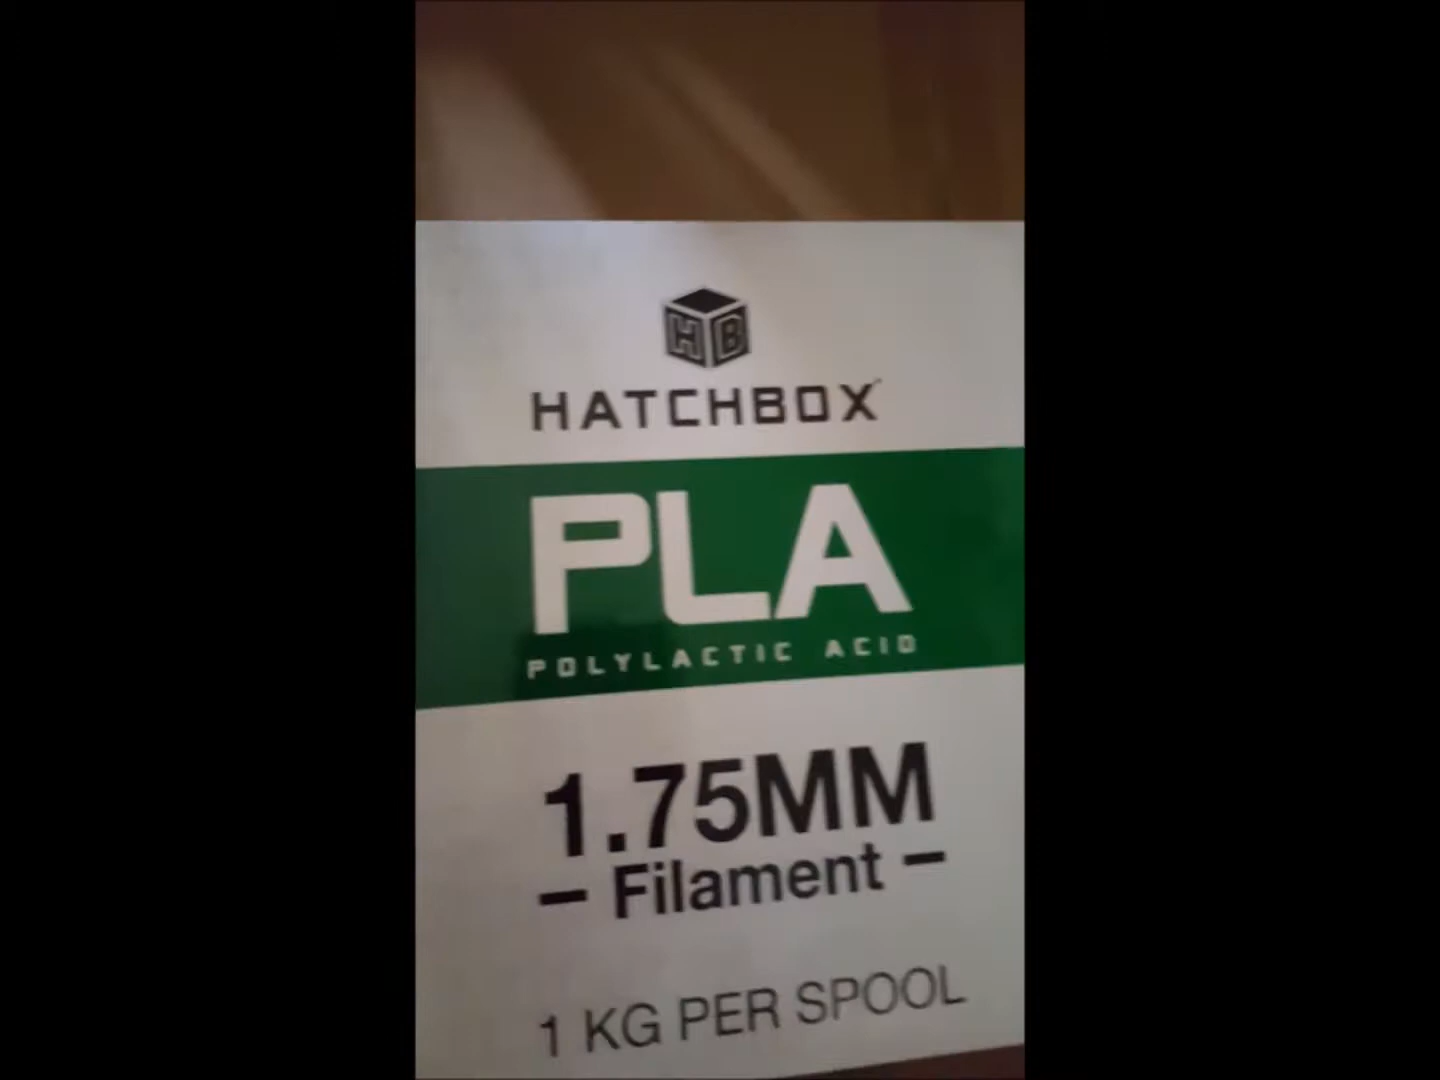 HB
HATCHBOX
PLA
POLYLACTIC ACID
1.75MM
– Filament –
1 KG PER SPOOL